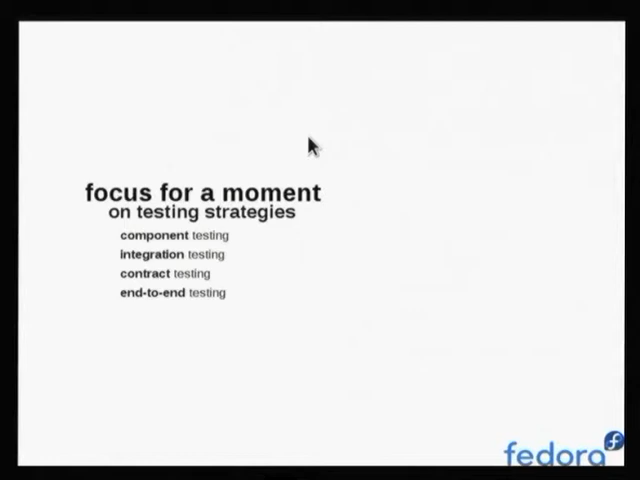 focus for a moment
on testing strategies
component testing
integration testing
contract testing
end-to-end testing
fedora